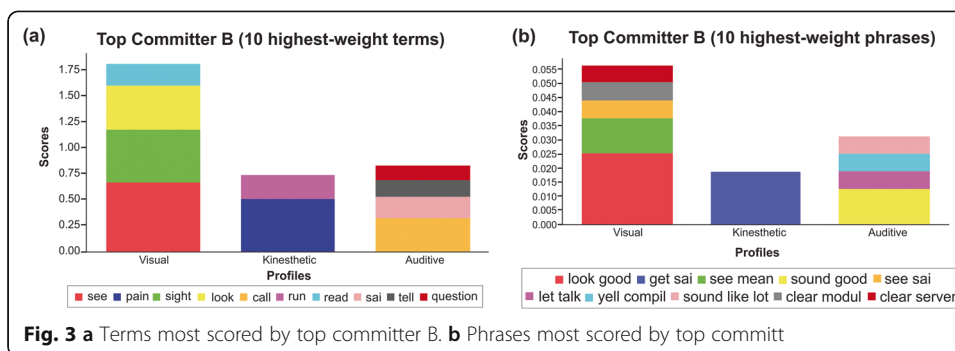 (a)
Top Committer B (10 highest-weight terms)
1.75
1.50
1.25
1.00
0.75
0.50
0.25
0.00
Scores
Visual Kinesthetic Auditive
Profiles
see pain sight look call run read sai tell question
(b)
Top Committer B (10 highest-weight phrases)
0.055
0.050
0.045
0.040
0.035
0.030
0.025
0.020
0.015
0.010
0.005
0.000
Scores
Visual Kinesthetic Auditive
Profiles
look good get sai see mean sound good see sai
let talk yell compil sound like lot clear modul clear server
Fig. 3 a Terms most scored by top committer B. b Phrases most scored by committ